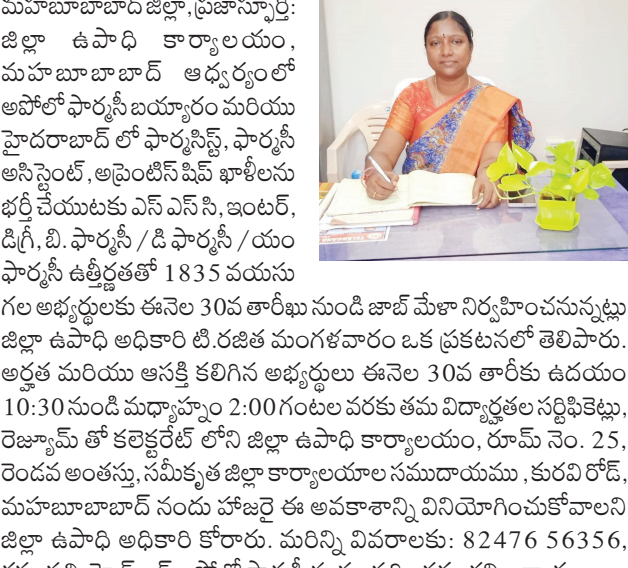 మహబూబాబాద్ జిల్లా, ప్రజాస్ఫూర్తి:
జిల్లా ఉపాధి కార్యాలయం,
మహబూబాబాద్ ఆధ్వర్యంలో
అపోలో ఫార్మసీ బయ్యారం మరియు
హైదరాబాద్ లో ఫార్మసిస్ట్, ఫార్మసీ
అసిస్టెంట్, అప్రెంటిస్ షిప్ ఖాళీలను
భర్తీ చేయుటకు ఎస్ ఎస్ సి, ఇంటర్,
డిగ్రీ, బి. ఫార్మసీ / డి ఫార్మసీ / యం
ఫార్మసీ ఉత్తీర్ణతతో 1835 వయసు
గల అభ్యర్థులకు ఈనెల 30వ తారీఖు నుండి జాబ్ మేళా నిర్వహించనున్నట్లు
జిల్లా ఉపాధి అధికారి టి.రజిత మంగళవారం ఒక ప్రకటనలో తెలిపారు.
అర్హత మరియు ఆసక్తి కలిగిన అభ్యర్థులు ఈనెల 30వ తారీకు ఉదయం
10:30 నుండి మధ్యాహ్నం 2:00 గంటల వరకు తమ విద్యార్హతల సర్టిఫికెట్లు,
రెజ్యూమ్ తో కలెక్టరేట్ లోని జిల్లా ఉపాధి కార్యాలయం, రూమ్ నెం. 25,
రెండవ అంతస్తు, సమీకృత జిల్లా కార్యాలయాల సముదాయము , కురవి రోడ్,
మహబూబాబాద్ నందు హాజరై ఈ అవకాశాన్ని వినియోగించుకోవాలని
జిల్లా ఉపాధి అధికారి కోరారు. మరిన్ని వివరాలకు: 82476 56356,